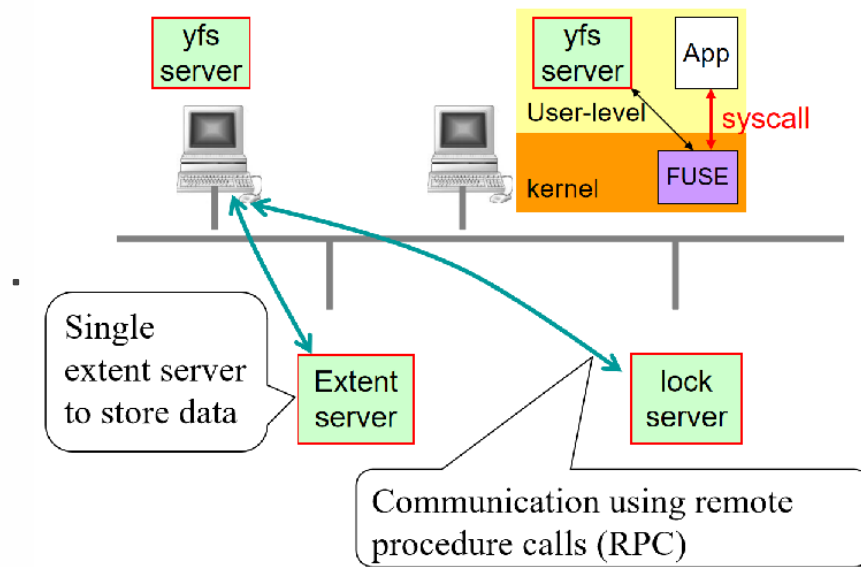 yfs
server
yfs
server
App
User-level
syscall
kernel
FUSE
Single
extent server
to store data
Extent
server
lock
server
Communication using remote
procedure calls (RPC)